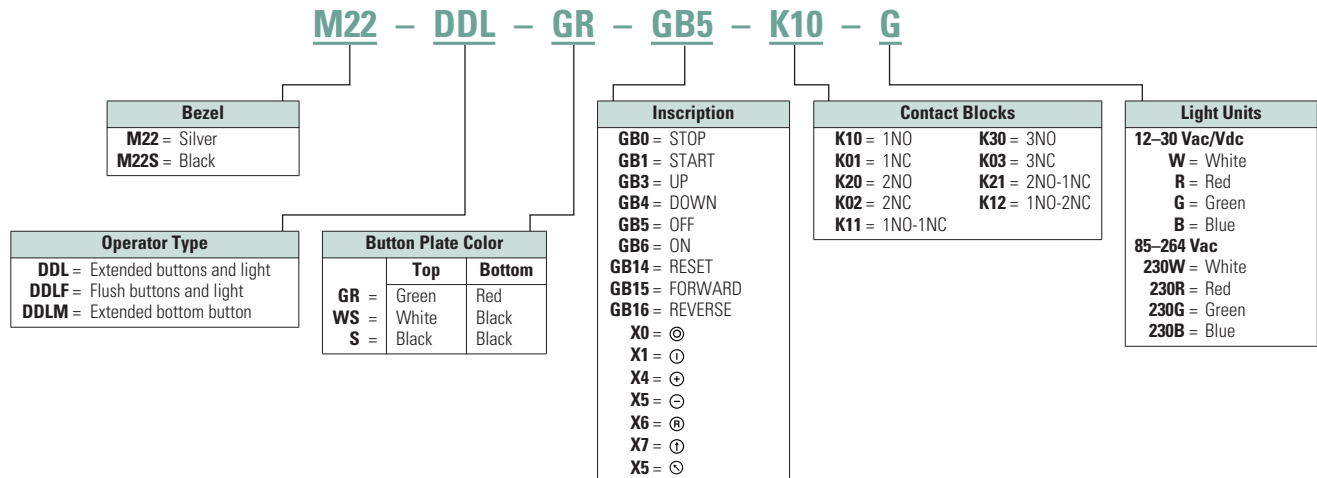 M22 – DDL – GR – GB5 – K10 – G
Bezel
M22 = Silver
M22S = Black
Operator Type
DDL = Extended buttons and light
DDLF = Flush buttons and light
DDLM = Extended bottom button
Button Plate Color
Top Bottom
GR = Green Red
WS = White Black
S = Black Black
Inscription
GB0 = STOP
GB1 = START
GB3 = UP
GB4 = DOWN
GB5 = OFF
GB6 = ON
GB14 = RESET
GB15 = FORWARD
GB16 = REVERSE
X0 = ⌾
X1 = ⏼
X4 = ⊕
X5 = ⊖
X6 = Ⓡ
X7 =
X5 =
Contact Blocks
K10 = 1NO K30 = 3NO
K01 = 1NC K03 = 3NC
K20 = 2NO K21 = 2NO-1NC
K02 = 2NC K12 = 1NO-2NC
K11 = 1NO-1NC
Light Units
12–30 Vac/Vdc
W = White
R = Red
G = Green
B = Blue
85–264 Vac
230W = White
230R = Red
230G = Green
230B = Blue